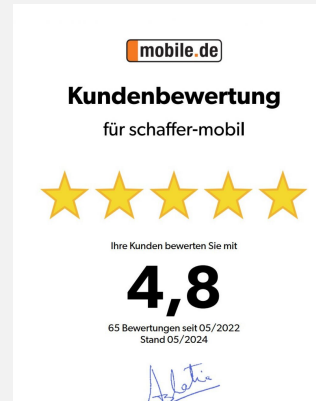 mobile.de
Kundenbewertung
für schaffer-mobil
Ihre Kunden bewerten Sie mit
4,8
65 Bewertungen seit 05/2022
Stand 05/2024